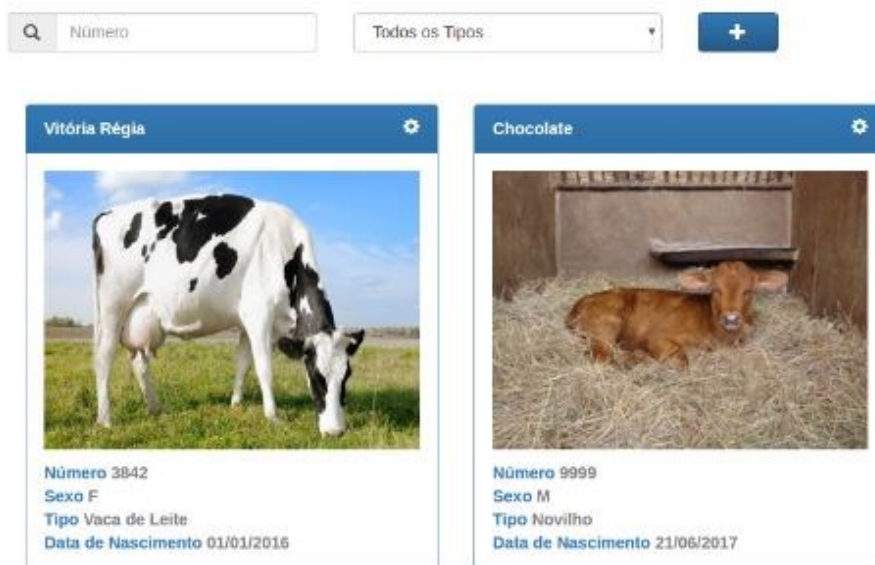 Número
Todos os Tipos
Vitória Régia
Chocolate
Número 3842
Sexo F
Tipo Vaca de Leite
Data de Nascimento 01/01/2016
Número 9999
Sexo M
Tipo Novilho
Data de Nascimento 21/06/2017